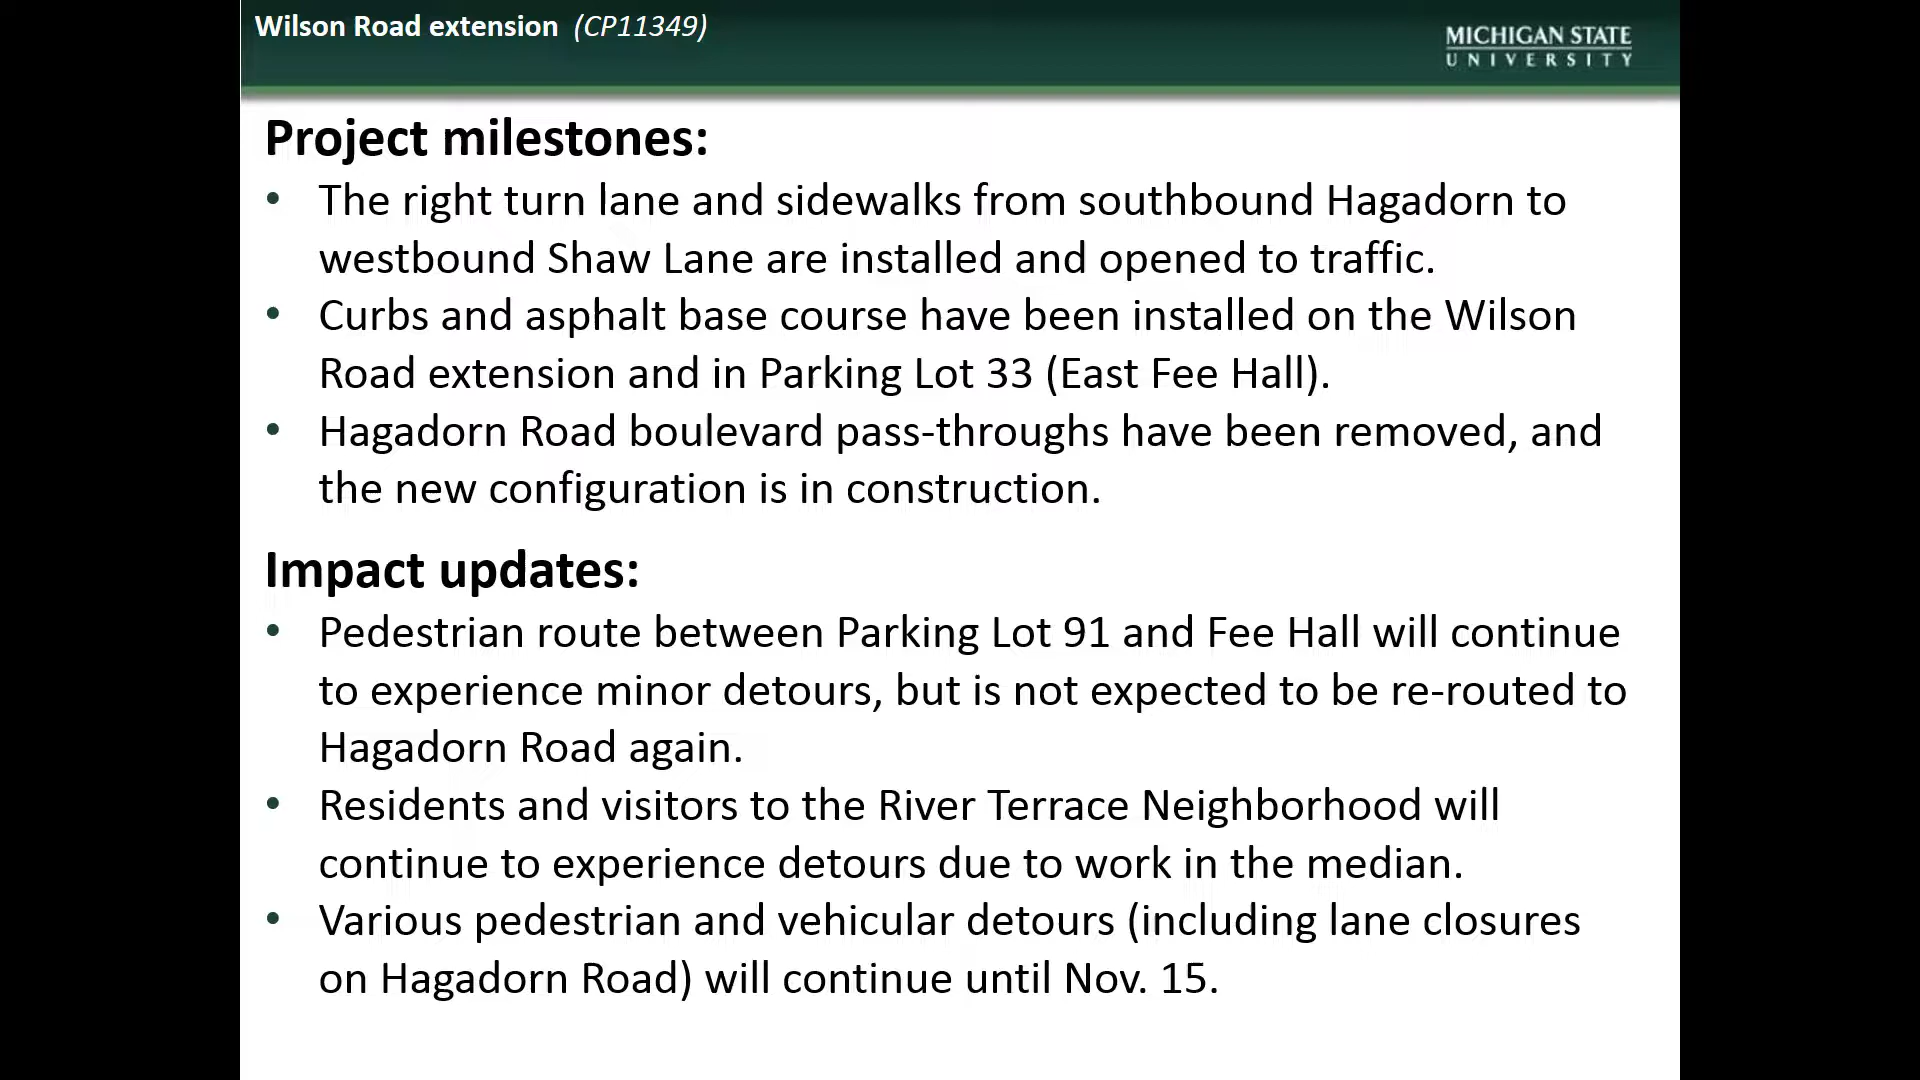 Wilson Road extension (CP11349)
MICHIGAN STATE
UNIVERSITY
Project milestones:
• The right turn lane and sidewalks from southbound Hagadorn to
westbound Shaw Lane are installed and opened to traffic.
• Curbs and asphalt base course have been installed on the Wilson
Road extension and in Parking Lot 33 (East Fee Hall).
• Hagadorn Road boulevard pass-throughs have been removed, and
the new configuration is in construction.
Impact updates:
• Pedestrian route between Parking Lot 91 and Fee Hall will continue
to experience minor detours, but is not expected to be re-routed to
Hagadorn Road again.
• Residents and visitors to the River Terrace Neighborhood will
continue to experience detours due to work in the median.
• Various pedestrian and vehicular detours (including lane closures
on Hagadorn Road) will continue until Nov. 15.